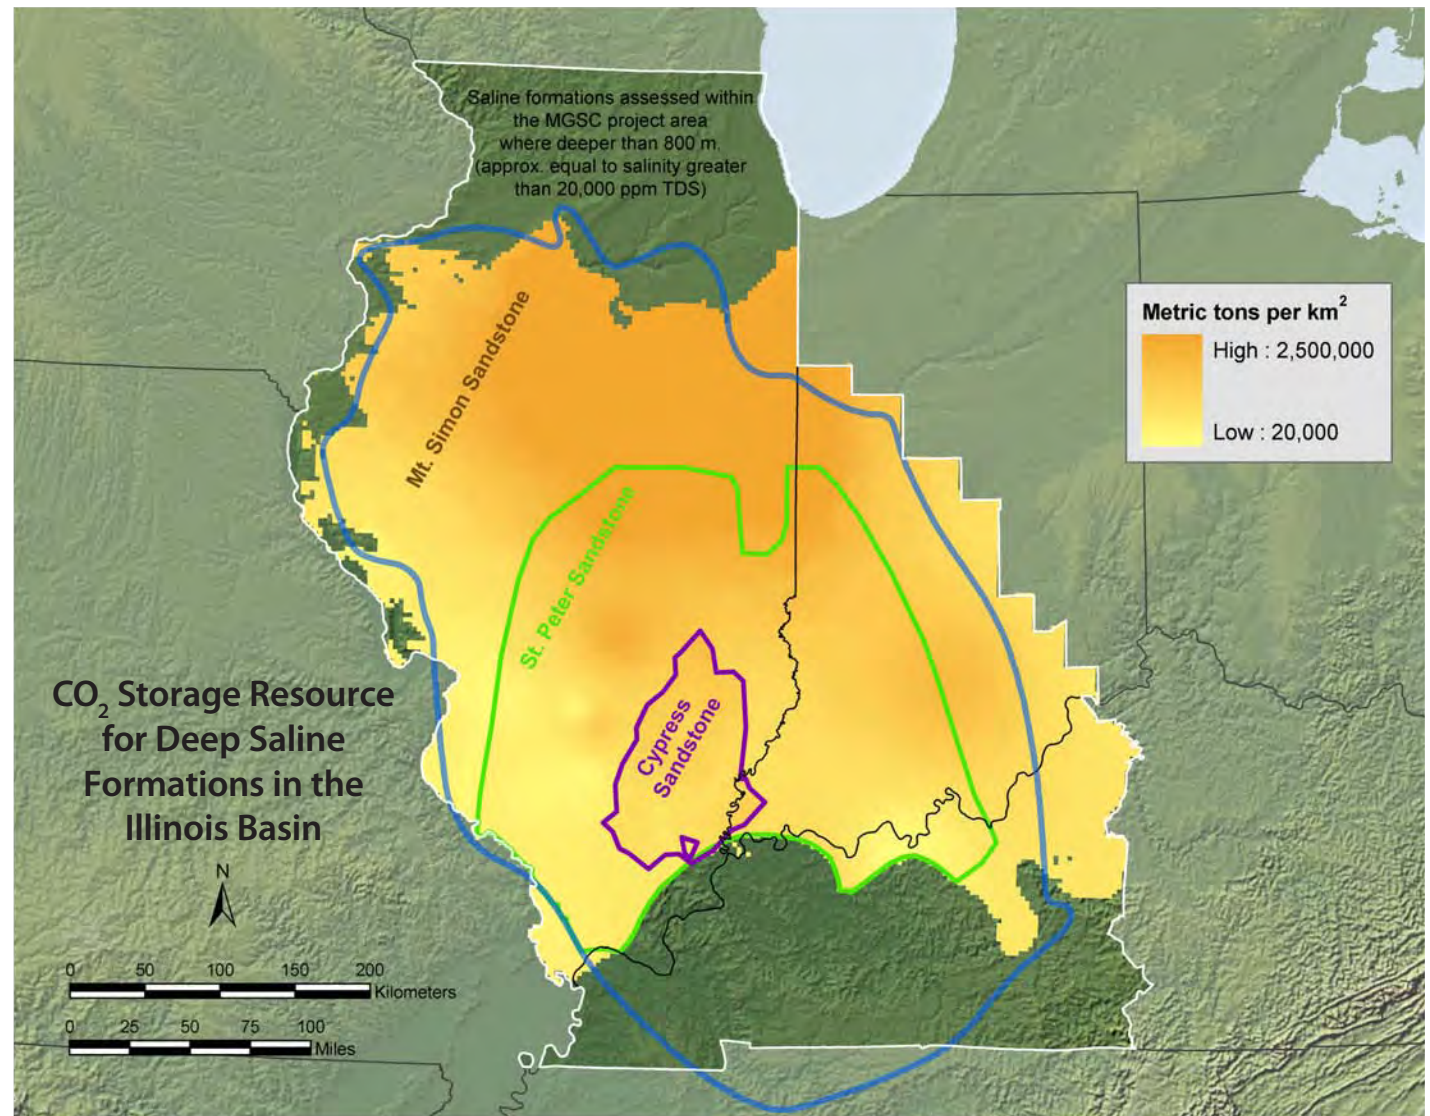 Saline formations assessed within
the MGSC project area
where deeper than 800 m.
(approx. equal to salinity greater
than 20,000 ppm TDS)
Metric tons per km²
High : 2,500,000
Low : 20,000
Mt. Simon Sandstone
St. Peter Sandstone
Cypress
Sandstone
CO₂ Storage Resource
for Deep Saline
Formations in the
Illinois Basin
N
0 50 100 150 200
Kilometers
0 25 50 75 100
Miles